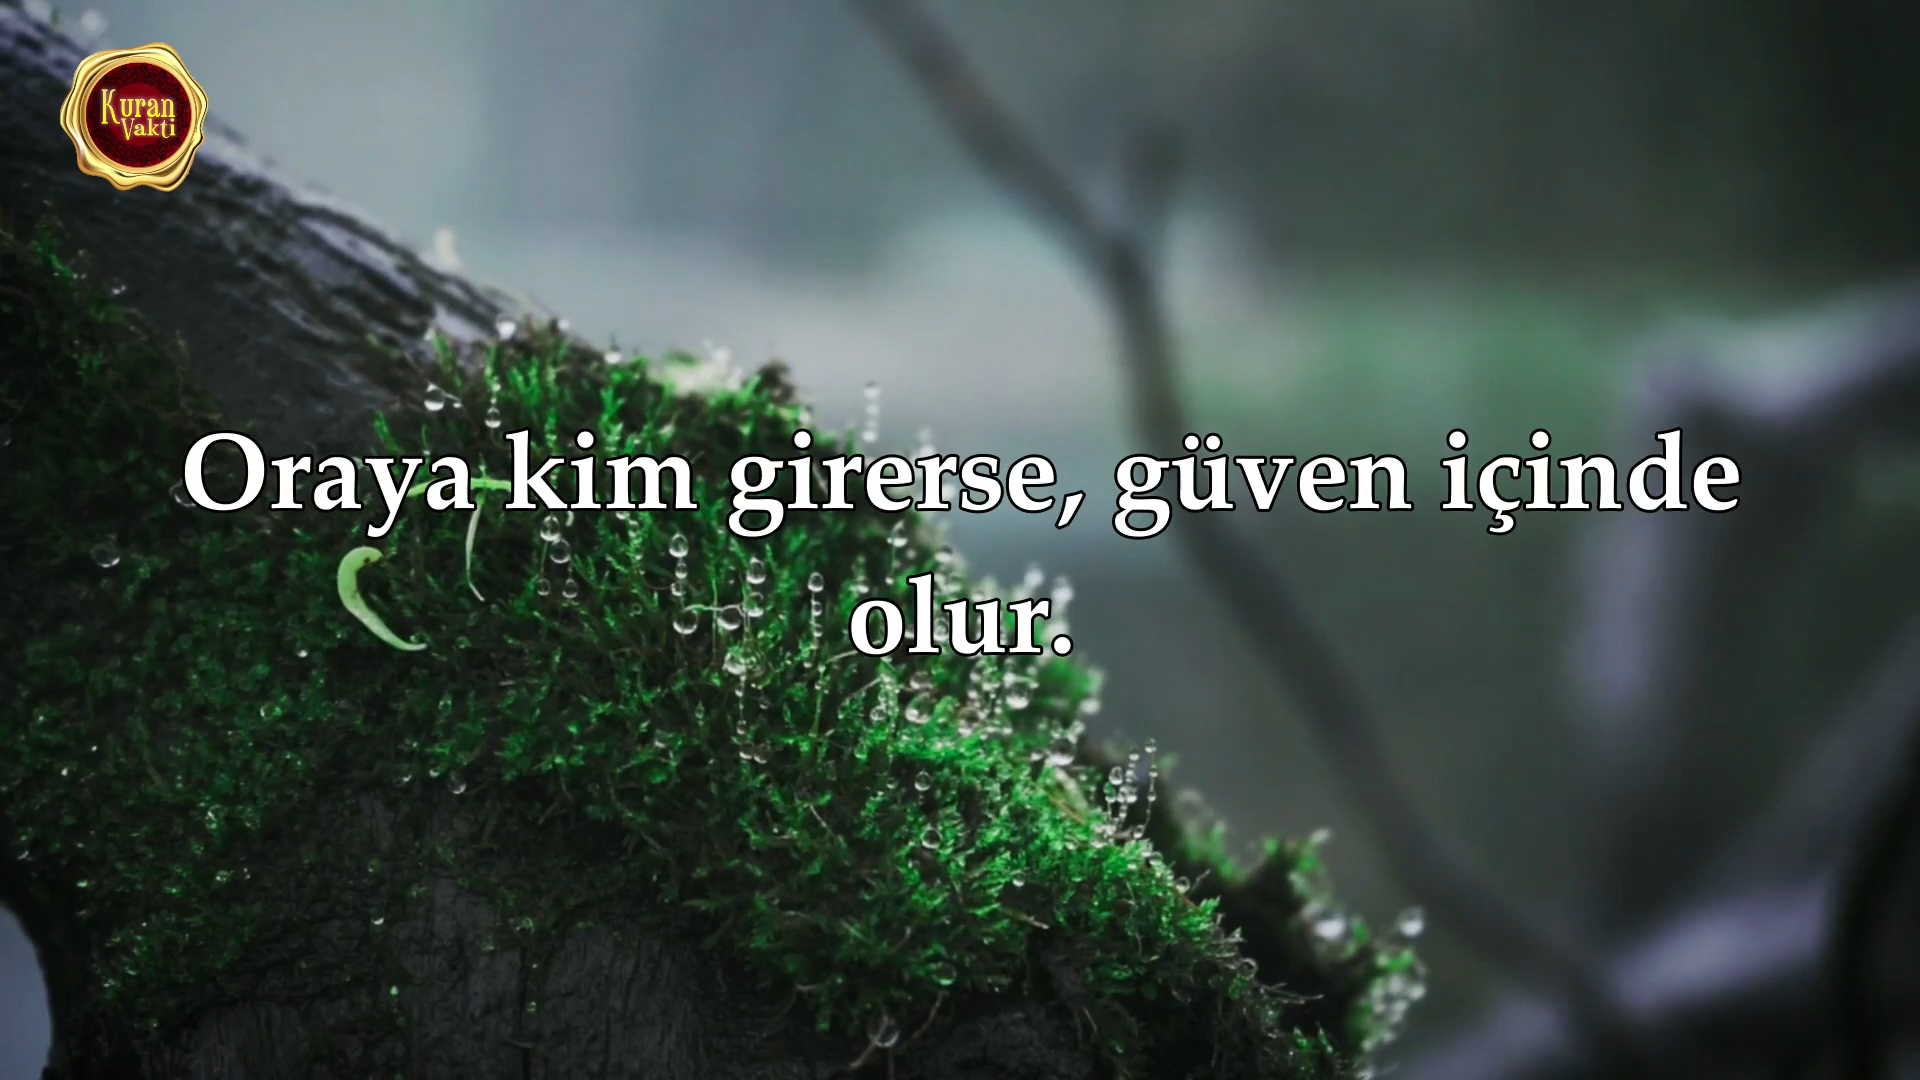 Kuran
Vakti
Oraya kim girerse, güven içinde
olur.